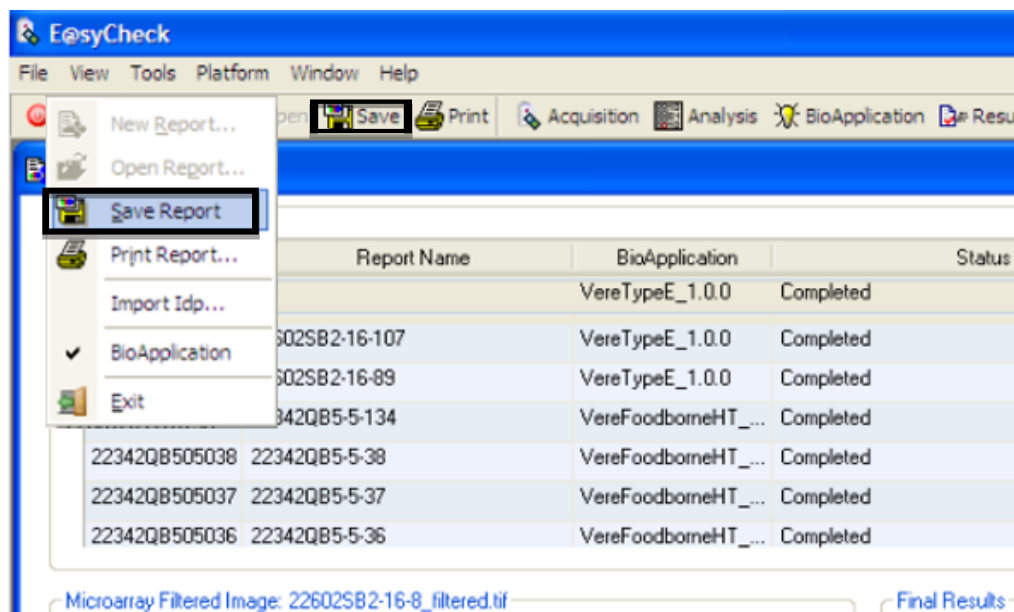 E@syCheck
File View Tools Platform Window Help
Save Print Acquisition Analysis BioApplication
New Report...
Open Report...
Save Report
Print Report...
Import Idp...
BioApplication
Exit
Report Name BioApplication Status
VereTypeE_1.0.0 Completed
602SB2-16-107 VereTypeE_1.0.0 Completed
602SB2-16-89 VereTypeE_1.0.0 Completed
342QB5-5-134 VereFoodborneHT_... Completed
22342QB505038 22342QB5-5-38 VereFoodborneHT_... Completed
22342QB505037 22342QB5-5-37 VereFoodborneHT_... Completed
22342QB505036 22342QB5-5-36 VereFoodborneHT_... Completed
Microarray Filtered Image: 22602SB2-16-8_filtered.tif Final Results